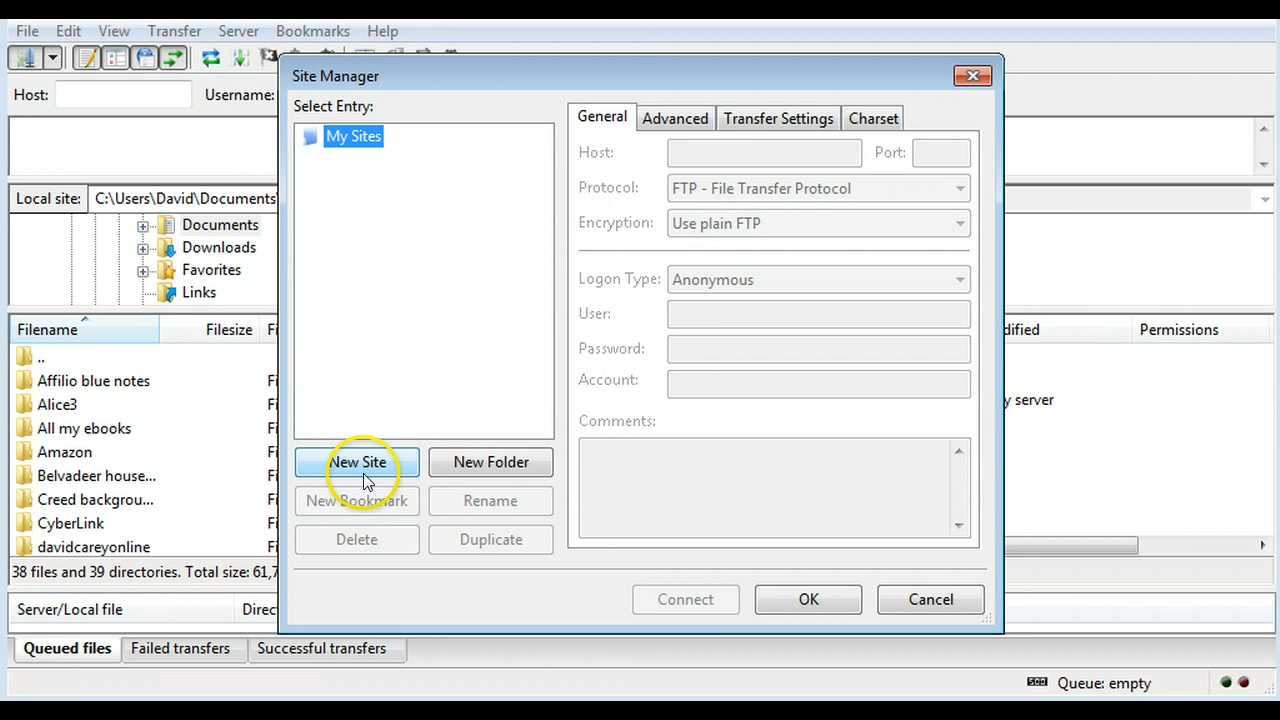 File Edit View Transfer Server Bookmarks Help
Site Manager
Host: Username:
Select Entry:
My Sites
General Advanced Transfer Settings Charset
Host: Port:
Protocol: FTP - File Transfer Protocol
Encryption: Use plain FTP
Logon Type: Anonymous
User:
Password:
Account:
Comments:
New Site New Folder
New Bookmark Rename
Delete Duplicate
Connect OK Cancel
Local site: C:\Users\David\Documents
Documents
Downloads
Favorites
Links
Filename Filesize Permissions
..
Affilio blue notes
Alice3
All my ebooks
Amazon
Belvadeer house...
Creed backgrou...
CyberLink
davidcareyonline
server
38 files and 39 directories. Total size: 61,7
Server/Local file
Queued files Failed transfers Successful transfers
Queue: empty